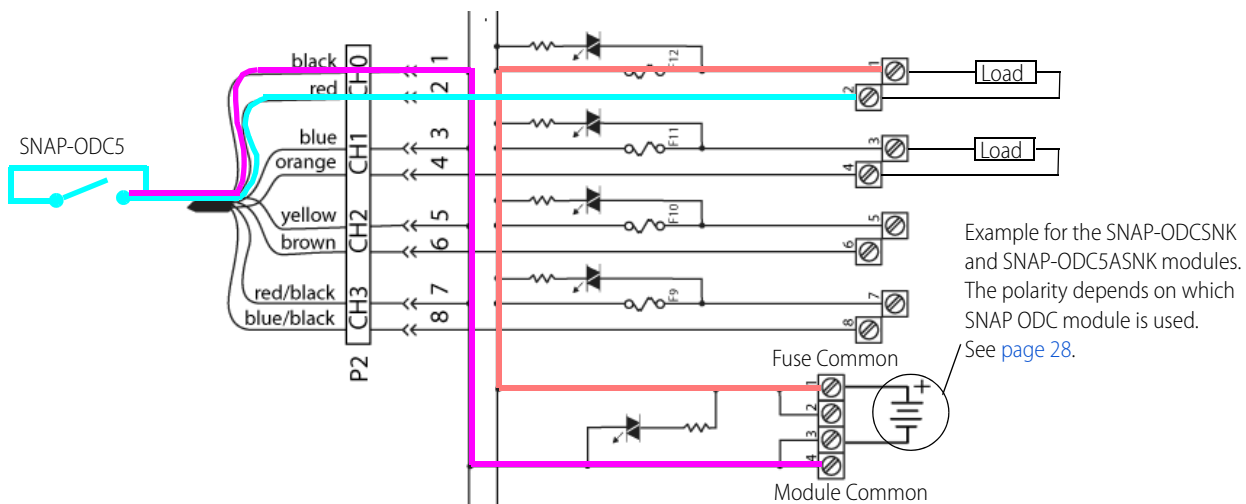 black
red
blue
orange
yellow
brown
red/black
blue/black
CH0
CH1
CH2
CH3
P2
1
2
3
4
5
6
7
8
SNAP-ODC5
F12
F11
F10
F9
1
2
3
4
5
6
7
8
Load
Load
Example for the SNAP-ODCSNK
and SNAP-ODC5ASNK modules.
The polarity depends on which
SNAP ODC module is used.
See page 28.
Fuse Common
1
2
3
4
+
Module Common